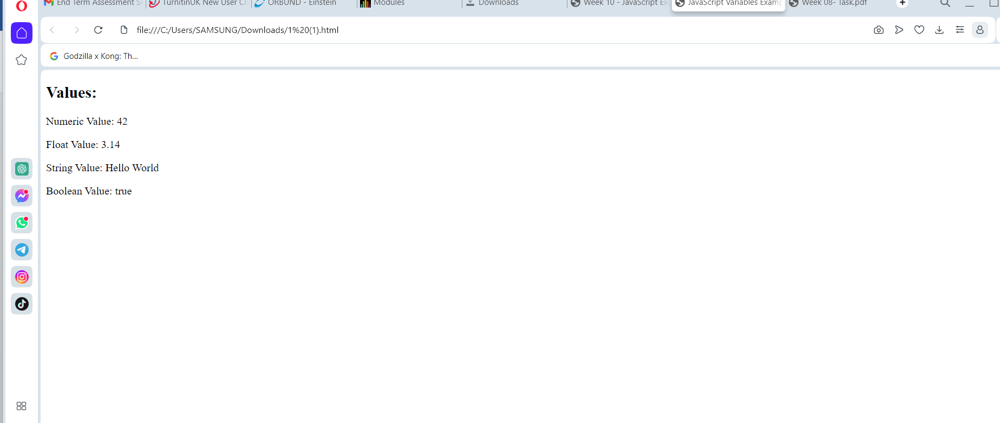 End Term Assessment
TurnitinUK New User
ORBUND - Einstein
Modules
Downloads
Week 10 - JavaScript
JavaScript Variables Examp
Week 08- Task.pdf
file:///C:/Users/SAMSUNG/Downloads/1%20(1).html
Godzilla x Kong: Th...
Values:
Numeric Value: 42
Float Value: 3.14
String Value: Hello World
Boolean Value: true